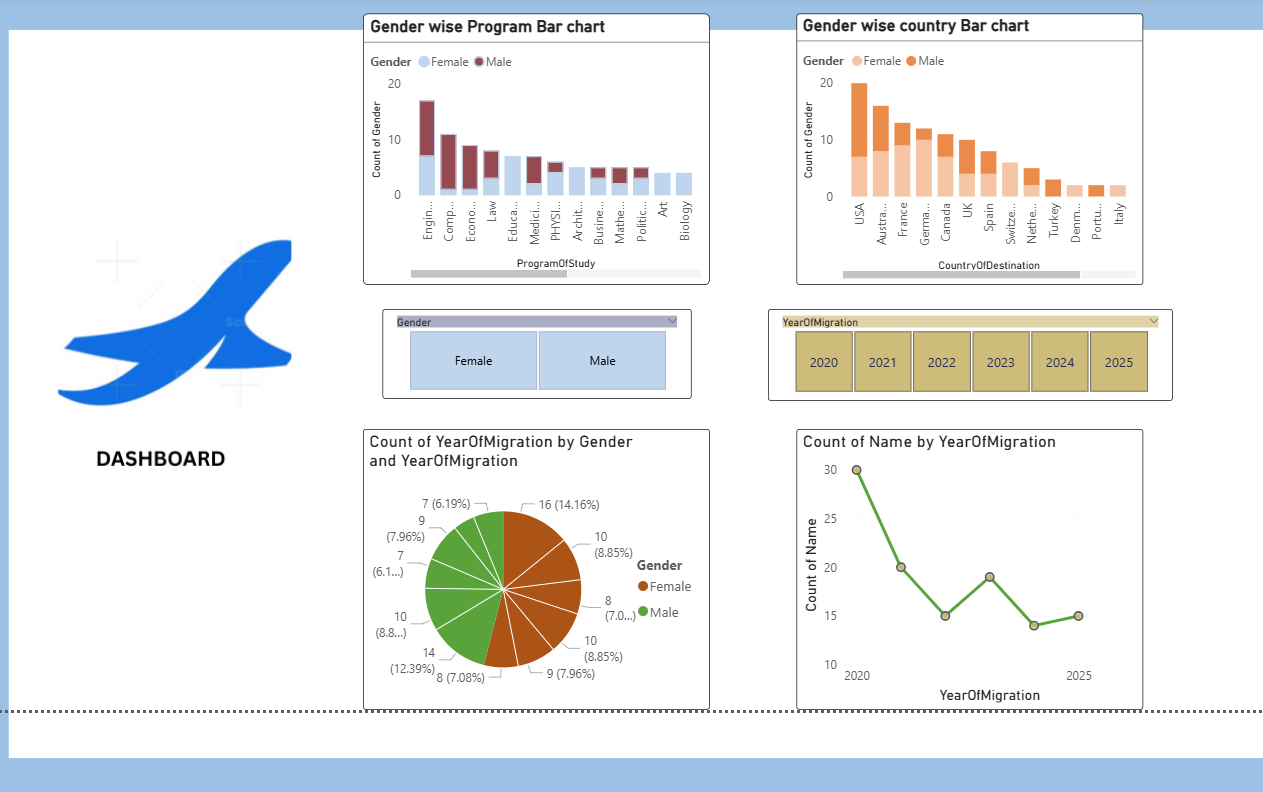 Gender wise Program Bar chart
Gender Female Male
Count of Gender
20
10
0
Engin...
Comp...
Econo...
Law
Educa...
Medici...
PHYSI...
Archit...
Busine...
Mathe...
Politic...
Art
Biology
ProgramOfStudy
Gender wise country Bar chart
Gender Female Male
Count of Gender
20
10
0
USA
Austra...
France
Germa...
Canada
UK
Spain
Switze...
Nethe...
Turkey
Denm...
Portu...
Italy
CountryOfDestination
Gender
Female Male
YearOfMigration
2020 2021 2022 2023 2024 2025
DASHBOARD
Count of YearOfMigration by Gender
and YearOfMigration
16 (14.16%)
10
(8.85%)
8
(7.0...)
10
(8.85%)
9 (7.96%)
8 (7.08%)
14
(12.39%)
10
(8.8...)
7
(6.1...)
9
(7.96%)
7 (6.19%)
Gender
Female
Male
Count of Name by YearOfMigration
Count of Name
30
25
20
15
10
2020 2025
YearOfMigration